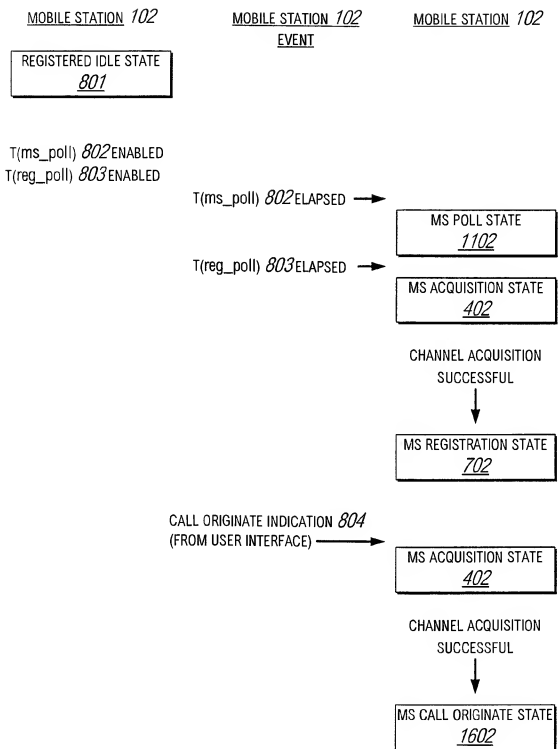 MOBILE STATION 102
MOBILE STATION 102
EVENT
MOBILE STATION 102
REGISTERED IDLE STATE
801
T(ms_poll) 802 ENABLED
T(reg_poll) 803 ENABLED
T(ms_poll) 802 ELAPSED
MS POLL STATE
1102
T(reg_poll) 803 ELAPSED
MS ACQUISITION STATE
402
CHANNEL ACQUISITION
SUCCESSFUL
MS REGISTRATION STATE
702
CALL ORIGINATE INDICATION 804
(FROM USER INTERFACE)
MS ACQUISITION STATE
402
CHANNEL ACQUISITION
SUCCESSFUL
MS CALL ORIGINATE STATE
1602